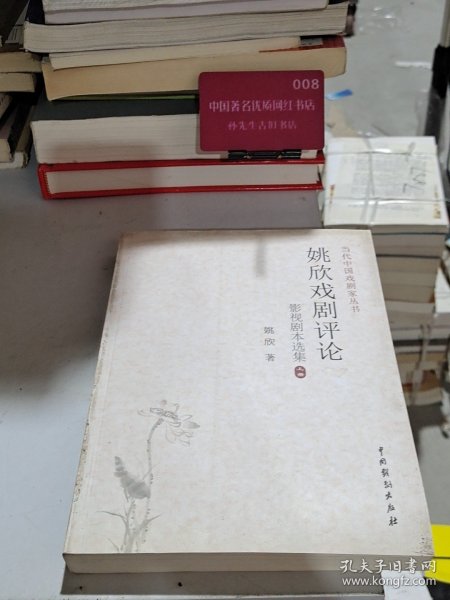 008
中国著名优质网红书店
孙先生古旧书店
当代中国戏剧家丛书
姚欣戏剧评论
影视剧本选集
姚欣 著
中国戏剧出版社
孔夫子旧书网
www.kongfz.com